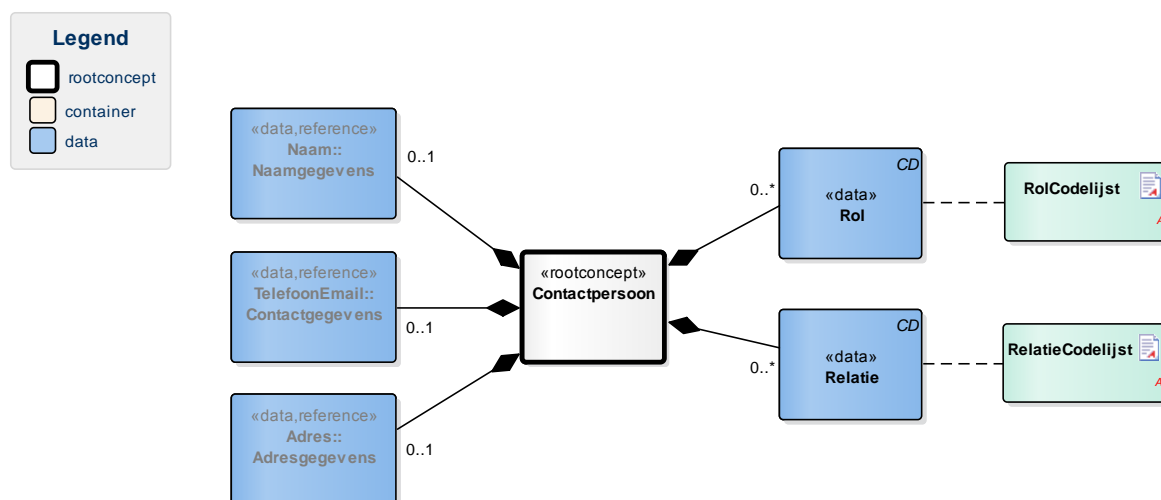 Legend
rootconcept
container
data
«data,reference»
Naam::
Naamgegevens
0..1
«data,reference»
TelefoonEmail::
Contactgegevens
0..1
«data,reference»
Adres::
Adresgegevens
0..1
«rootconcept»
Contactpersoon
CD
«data»
Rol
0..*
RolCodelijst
CD
«data»
Relatie
0..*
RelatieCodelijst